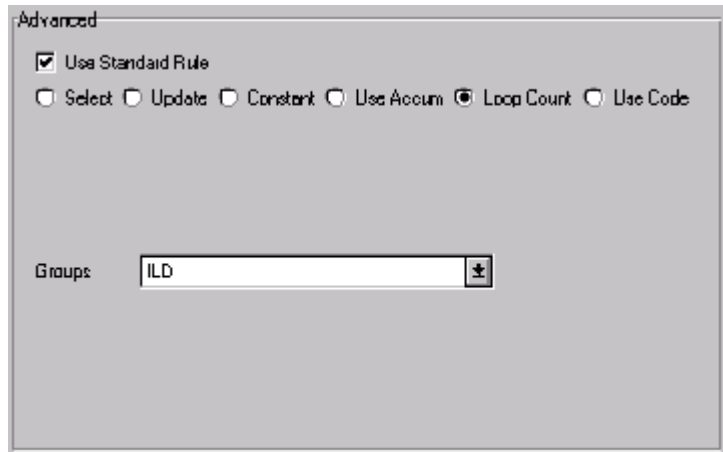 Advanced
Use Standard Rule
Select Update Constant Use Accum Loop Count Use Code
Groups ILD